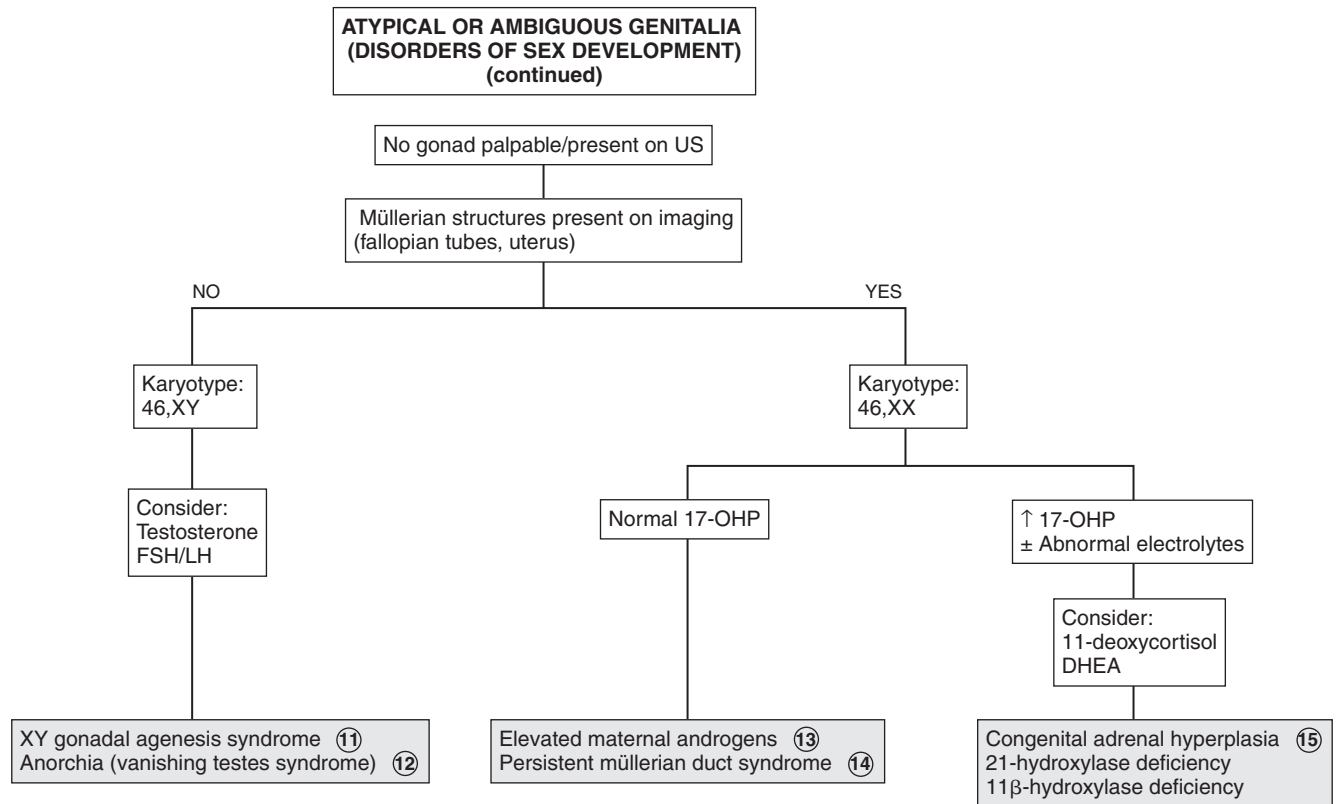 ATYPICAL OR AMBIGUOUS GENITALIA
(DISORDERS OF SEX DEVELOPMENT)
(continued)
No gonad palpable/present on US
Müllerian structures present on imaging
(fallopian tubes, uterus)
NO
YES
Karyotype:
46,XY
Karyotype:
46,XX
Consider:
Testosterone
FSH/LH
Normal 17-OHP
↑ 17-OHP
± Abnormal electrolytes
Consider:
11-deoxycortisol
DHEA
XY gonadal agenesis syndrome 11
Anorchia (vanishing testes syndrome) 12
Elevated maternal androgens 13
Persistent müllerian duct syndrome 14
Congenital adrenal hyperplasia 15
21-hydroxylase deficiency
11β-hydroxylase deficiency